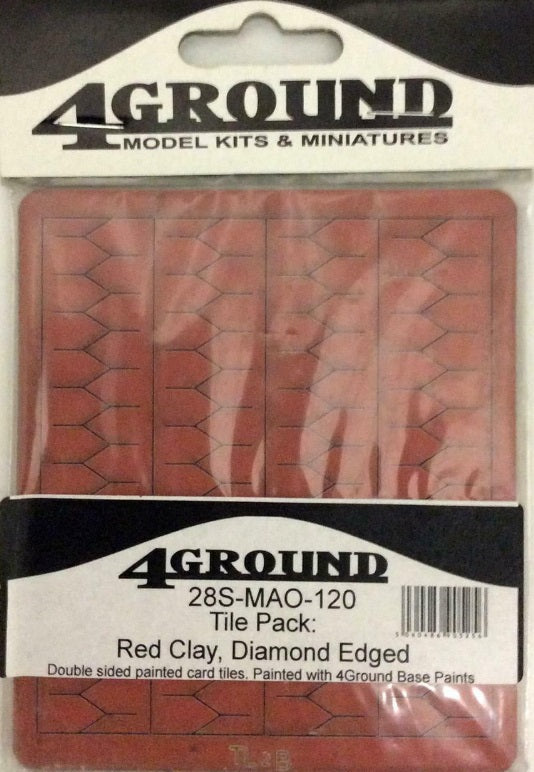 4GROUND
MODEL KITS & MINIATURES
4GROUND
28S-MAO-120
Tile Pack:
Red Clay, Diamond Edged
Double sided painted card tiles. Painted with 4Ground Base Paints